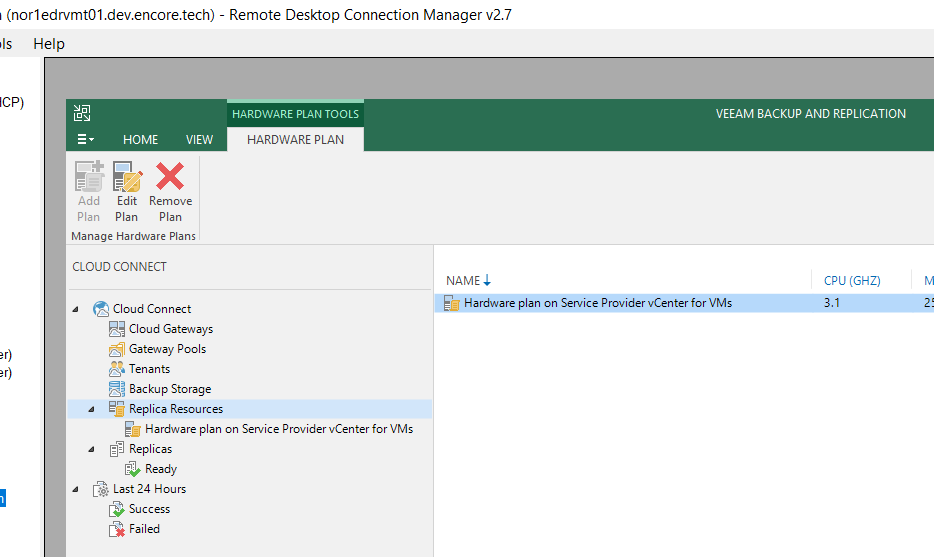 (nor1edrvmt01.dev.encore.tech) - Remote Desktop Connection Manager v2.7
ls Help
ICP)
er)
er)
n
HARDWARE PLAN TOOLS
VEEAM BACKUP AND REPLICATION
HOME VIEW HARDWARE PLAN
Add Plan
Edit Plan
Remove Plan
Manage Hardware Plans
CLOUD CONNECT
Cloud Connect
Cloud Gateways
Gateway Pools
Tenants
Backup Storage
Replica Resources
Hardware plan on Service Provider vCenter for VMs
Replicas
Ready
Last 24 Hours
Success
Failed
NAME CPU (GHZ) M
Hardware plan on Service Provider vCenter for VMs 3.1 25